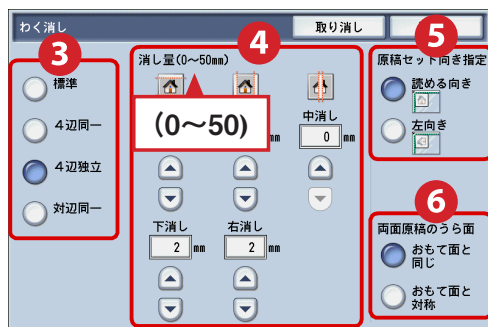 わく消し
取り消し
3
標準
4辺同一
4辺独立
対辺同一
4
消し量(0～50mm)
(0～50)
mm
中消し
0 mm
下消し
2 mm
右消し
2 mm
5
原稿セット向き指定
読める向き
左向き
6
両面原稿のうら面
おもて面と
同じ
おもて面と
対称